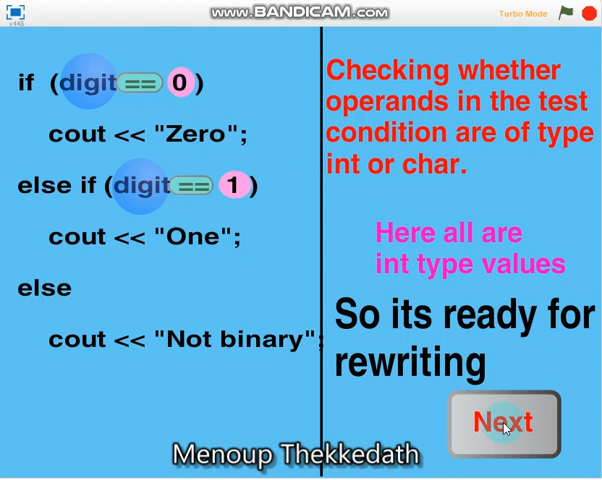 www.BANDICAM.com
Turbo Mode
v443
if (digit == 0)
cout << "Zero";
else if (digit == 1)
cout << "One";
else
cout << "Not binary";
Checking whether
operands in the test
condition are of type
int or char.
Here all are
int type values
So its ready for
rewriting
Next
Menoup Thekkedath